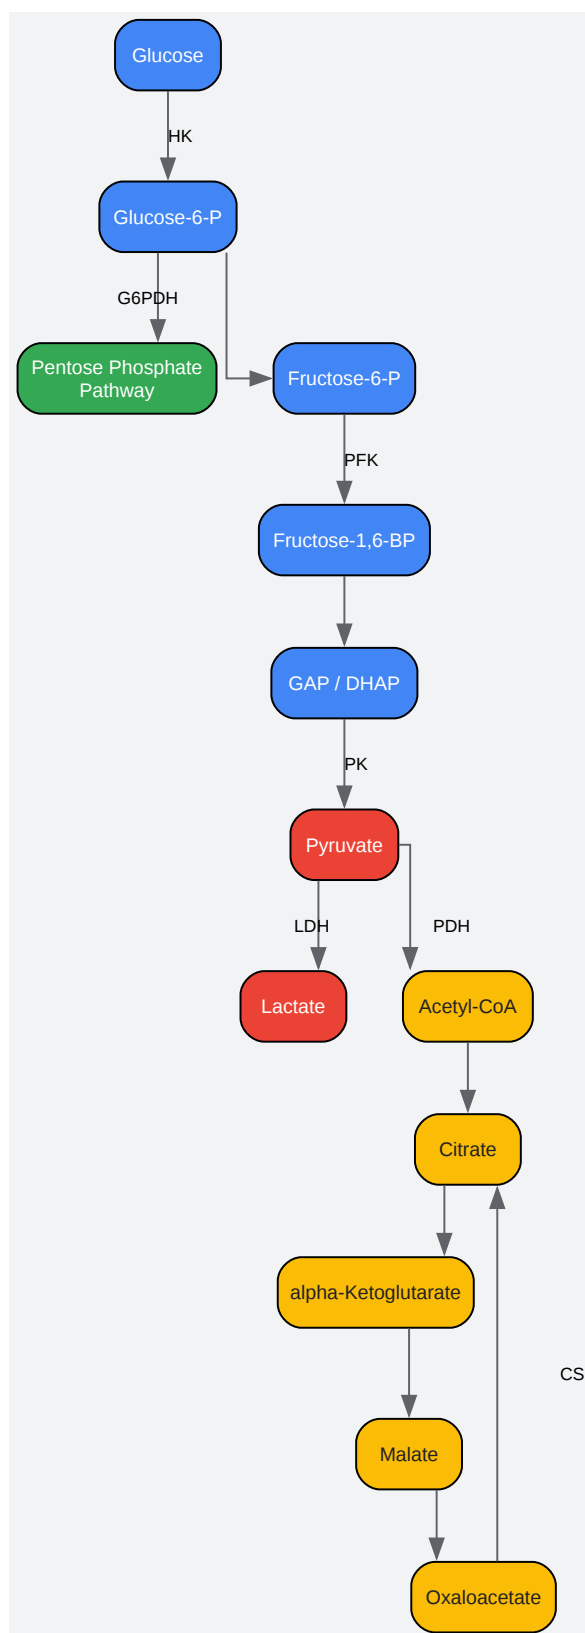 Glucose
HK
Glucose-6-P
G6PDH
Pentose Phosphate
Pathway
Fructose-6-P
PFK
Fructose-1,6-BP
GAP / DHAP
PK
Pyruvate
LDH
PDH
Lactate
Acetyl-CoA
Citrate
alpha-Ketoglutarate
CS
Malate
Oxaloacetate